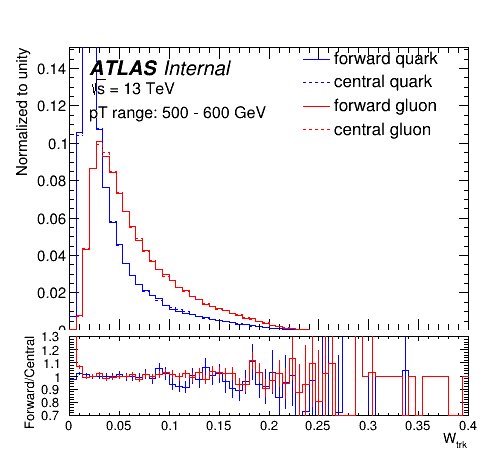 ATLAS Internal
√s = 13 TeV
pT range: 500 - 600 GeV
forward quark
central quark
forward gluon
central gluon
Normalized to unity
0.14
0.12
0.1
0.08
0.06
0.04
0.02
0
Forward/Central
1.3
1.2
1.1
1
0.9
0.8
0.7
0 0.05 0.1 0.15 0.2 0.25 0.3 0.35 0.4
W_trk